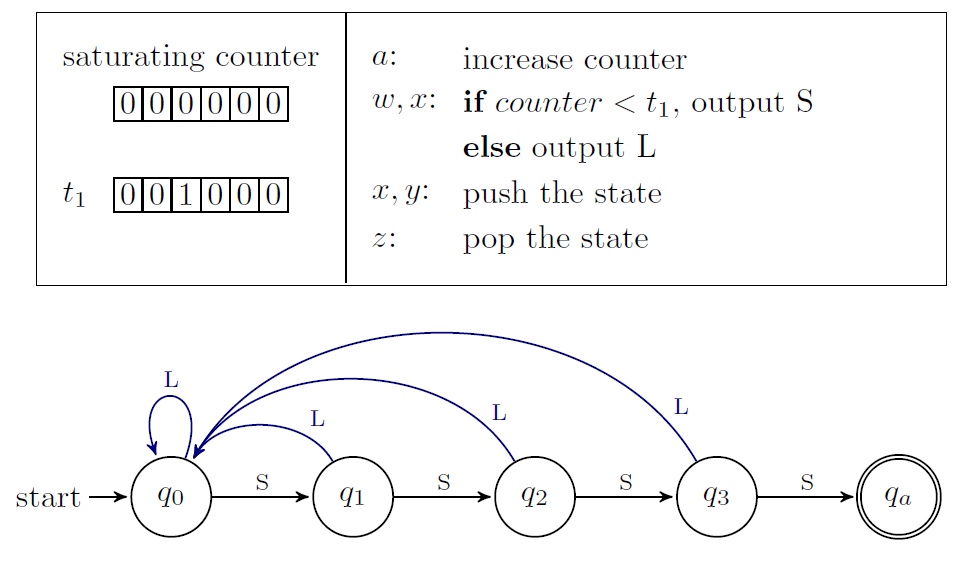 saturating counter
0 0 0 0 0 0
t₁ 0 0 1 0 0 0
a: increase counter
w, x: if counter < t₁, output S
else output L
x, y: push the state
z: pop the state
L
L
L
L
start q₀ S q₁ S q₂ S q₃ S qₐ